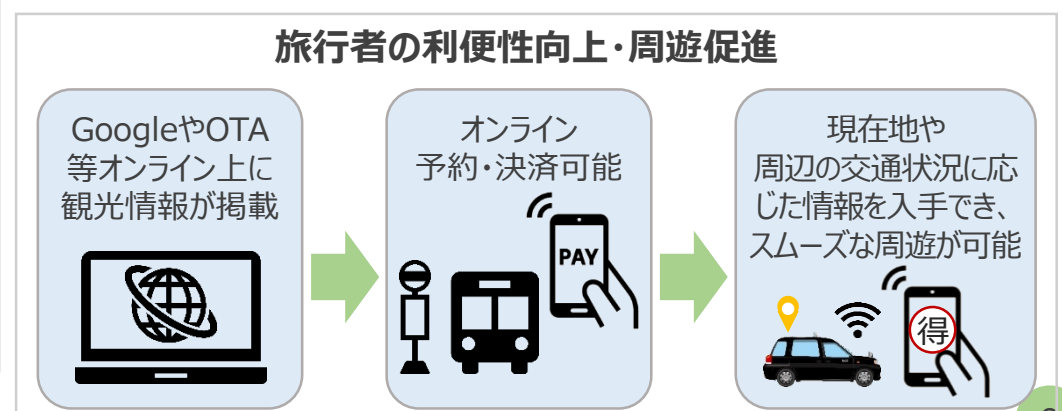 旅行者の利便性向上・周遊促進
GoogleやOTA
等オンライン上に
観光情報が掲載
オンライン
予約・決済可能
PAY
現在地や
周辺の交通状況に応
じた情報を入手でき、
スムーズな周遊が可能
得